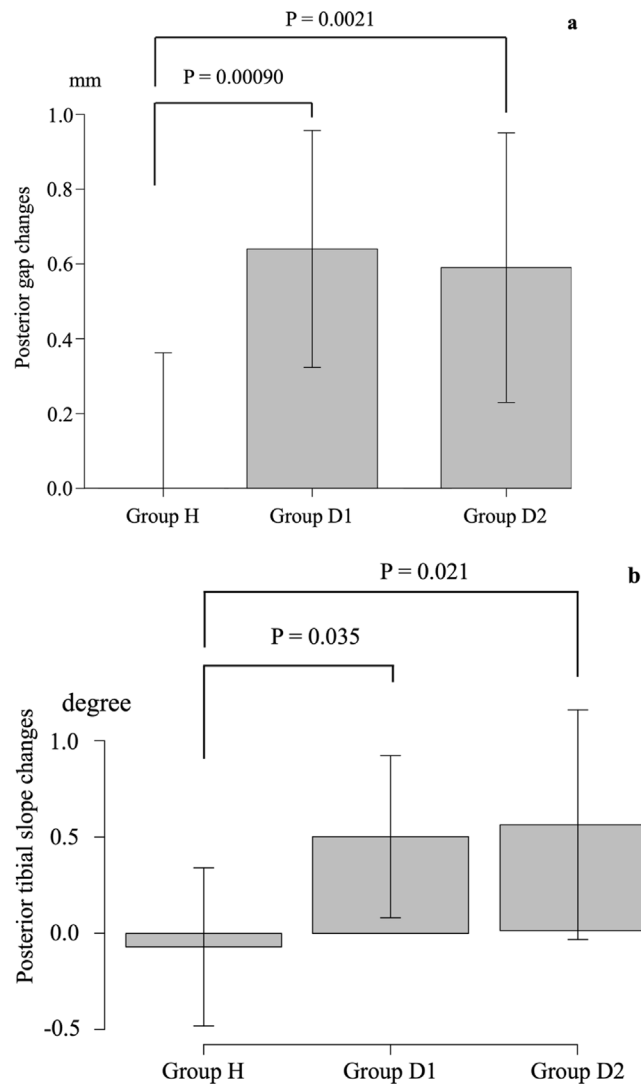 P = 0.0021
a
mm
P = 0.00090
Posterior gap changes
1.0
0.8
0.6
0.4
0.2
0.0
Group H
Group D1
Group D2
P = 0.021
b
P = 0.035
degree
Posterior tibial slope changes
1.0
0.5
0.0
-0.5
Group H
Group D1
Group D2